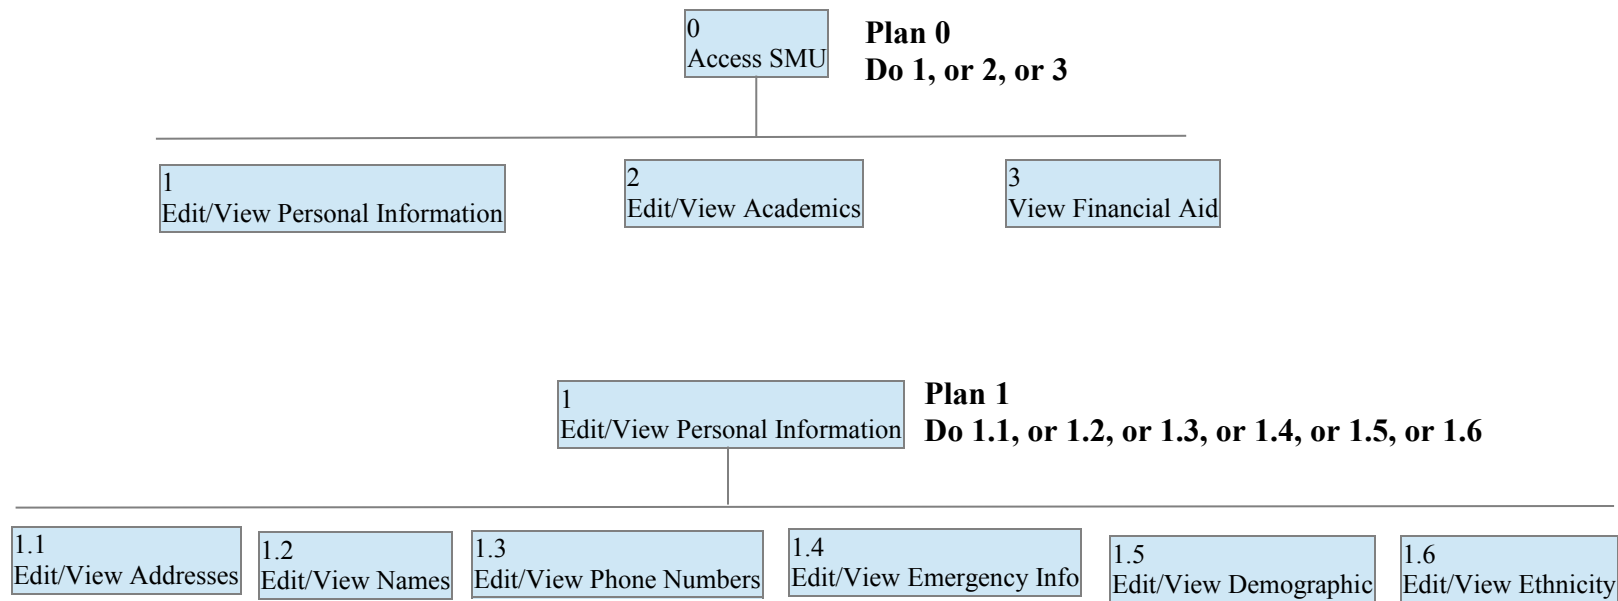 0
Access SMU
Plan 0
Do 1, or 2, or 3
1
Edit/View Personal Information
2
Edit/View Academics
3
View Financial Aid
1
Edit/View Personal Information
Plan 1
Do 1.1, or 1.2, or 1.3, or 1.4, or 1.5, or 1.6
1.1
Edit/View Addresses
1.2
Edit/View Names
1.3
Edit/View Phone Numbers
1.4
Edit/View Emergency Info
1.5
Edit/View Demographic
1.6
Edit/View Ethnicity